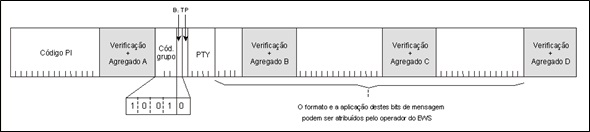 B₀ TP
Código PI
Verificação
+
Agregado A
Cód.
grupo
PTY
Verificação
+
Agregado B
Verificação
+
Agregado C
Verificação
+
Agregado D
1 0 0 1 0
O formato e a aplicação destes bits de mensagem
podem ser atribuídos pelo operador do EWS